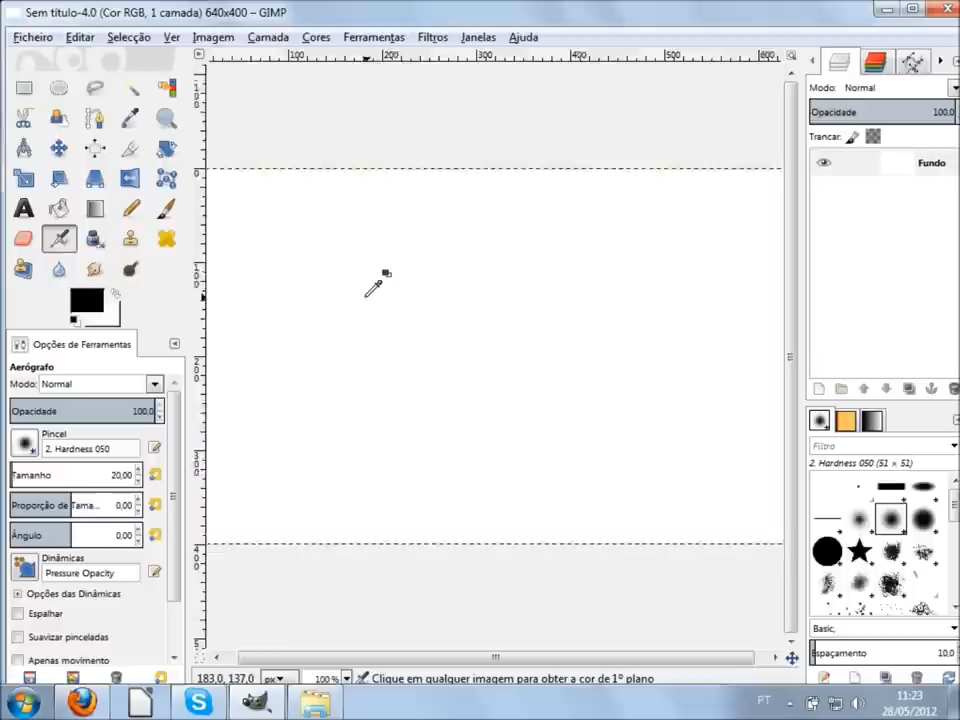 Sem título-4.0 (Cor RGB, 1 camada) 640x400 – GIMP
Ficheiro Editar Selecção Ver Imagem Camada Cores Ferramentas Filtros Janelas Ajuda
100 200 300 400 500 600
Modo: Normal
Opacidade 100,0
Trancar:
Fundo
0
100
200
300
400
Opções de Ferramentas
Aerógrafo
Modo: Normal
Opacidade 100,0
Pincel
2. Hardness 050
Tamanho 20,00
Proporção de Tama... 0,00
Ângulo 0,00
Dinâmicas
Pressure Opacity
Opções das Dinâmicas
Espalhar
Suavizar pinceladas
Apenas movimento
Filtro
2. Hardness 050 (51 × 51)
Basic,
Espaçamento 10,0
183,0, 137,0 px 100 % Clique em qualquer imagem para obter a cor de 1º plano
PT
11:23
28/05/2012